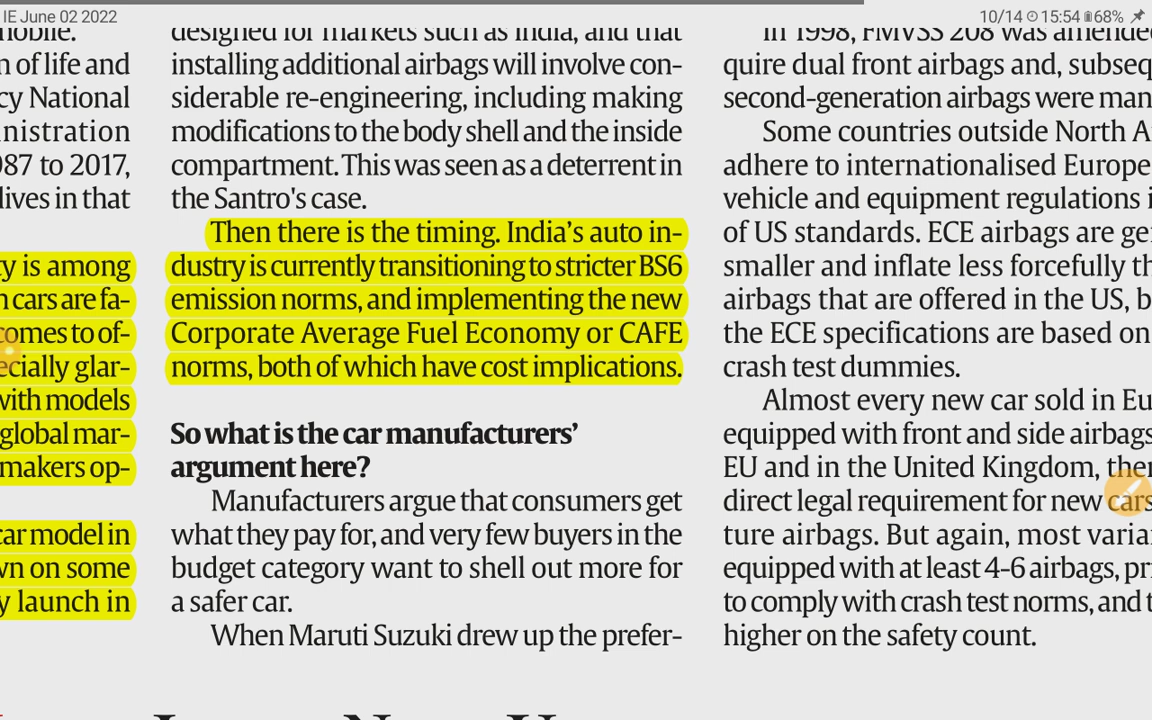 IE June 02 2022
10/14 15:54 68%
nobile.
n of life and
cy National
nistration
987 to 2017,
lives in that
ty is among
n cars are fa-
comes to of-
ecially glar-
with models
global mar-
makers op-
car model in
wn on some
y launch in
designed for markets such as India, and that
installing additional airbags will involve con-
siderable re-engineering, including making
modifications to the body shell and the inside
compartment. This was seen as a deterrent in
the Santro's case.
Then there is the timing. India’s auto in-
dustry is currently transitioning to stricter BS6
emission norms, and implementing the new
Corporate Average Fuel Economy or CAFE
norms, both of which have cost implications.
So what is the car manufacturers’
argument here?
Manufacturers argue that consumers get
what they pay for, and very few buyers in the
budget category want to shell out more for
a safer car.
When Maruti Suzuki drew up the prefer-
In 1998, FMVSS 208 was amende
quire dual front airbags and, subseq
second-generation airbags were man
Some countries outside North A
adhere to internationalised Europe
vehicle and equipment regulations i
of US standards. ECE airbags are ge
smaller and inflate less forcefully th
airbags that are offered in the US, b
the ECE specifications are based on
crash test dummies.
Almost every new car sold in Eu
equipped with front and side airbags
EU and in the United Kingdom, ther
direct legal requirement for new cars
ture airbags. But again, most varia
equipped with at least 4-6 airbags, pri
to comply with crash test norms, and t
higher on the safety count.